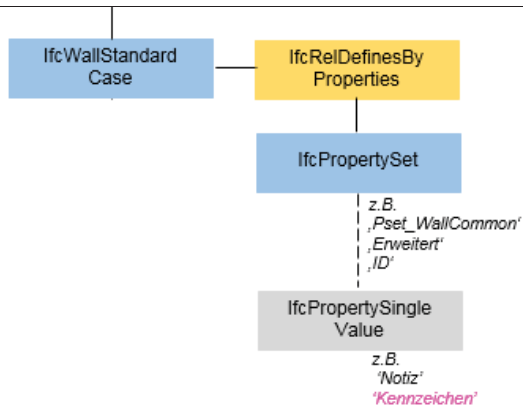 IfcWallStandard
Case
IfcRelDefinesBy
Properties
IfcPropertySet
z.B.
‚Pset_WallCommon‘
‚Erweitert‘
‚ID‘
IfcPropertySingle
Value
z.B.
‘Notiz’
‘Kennzeichen’